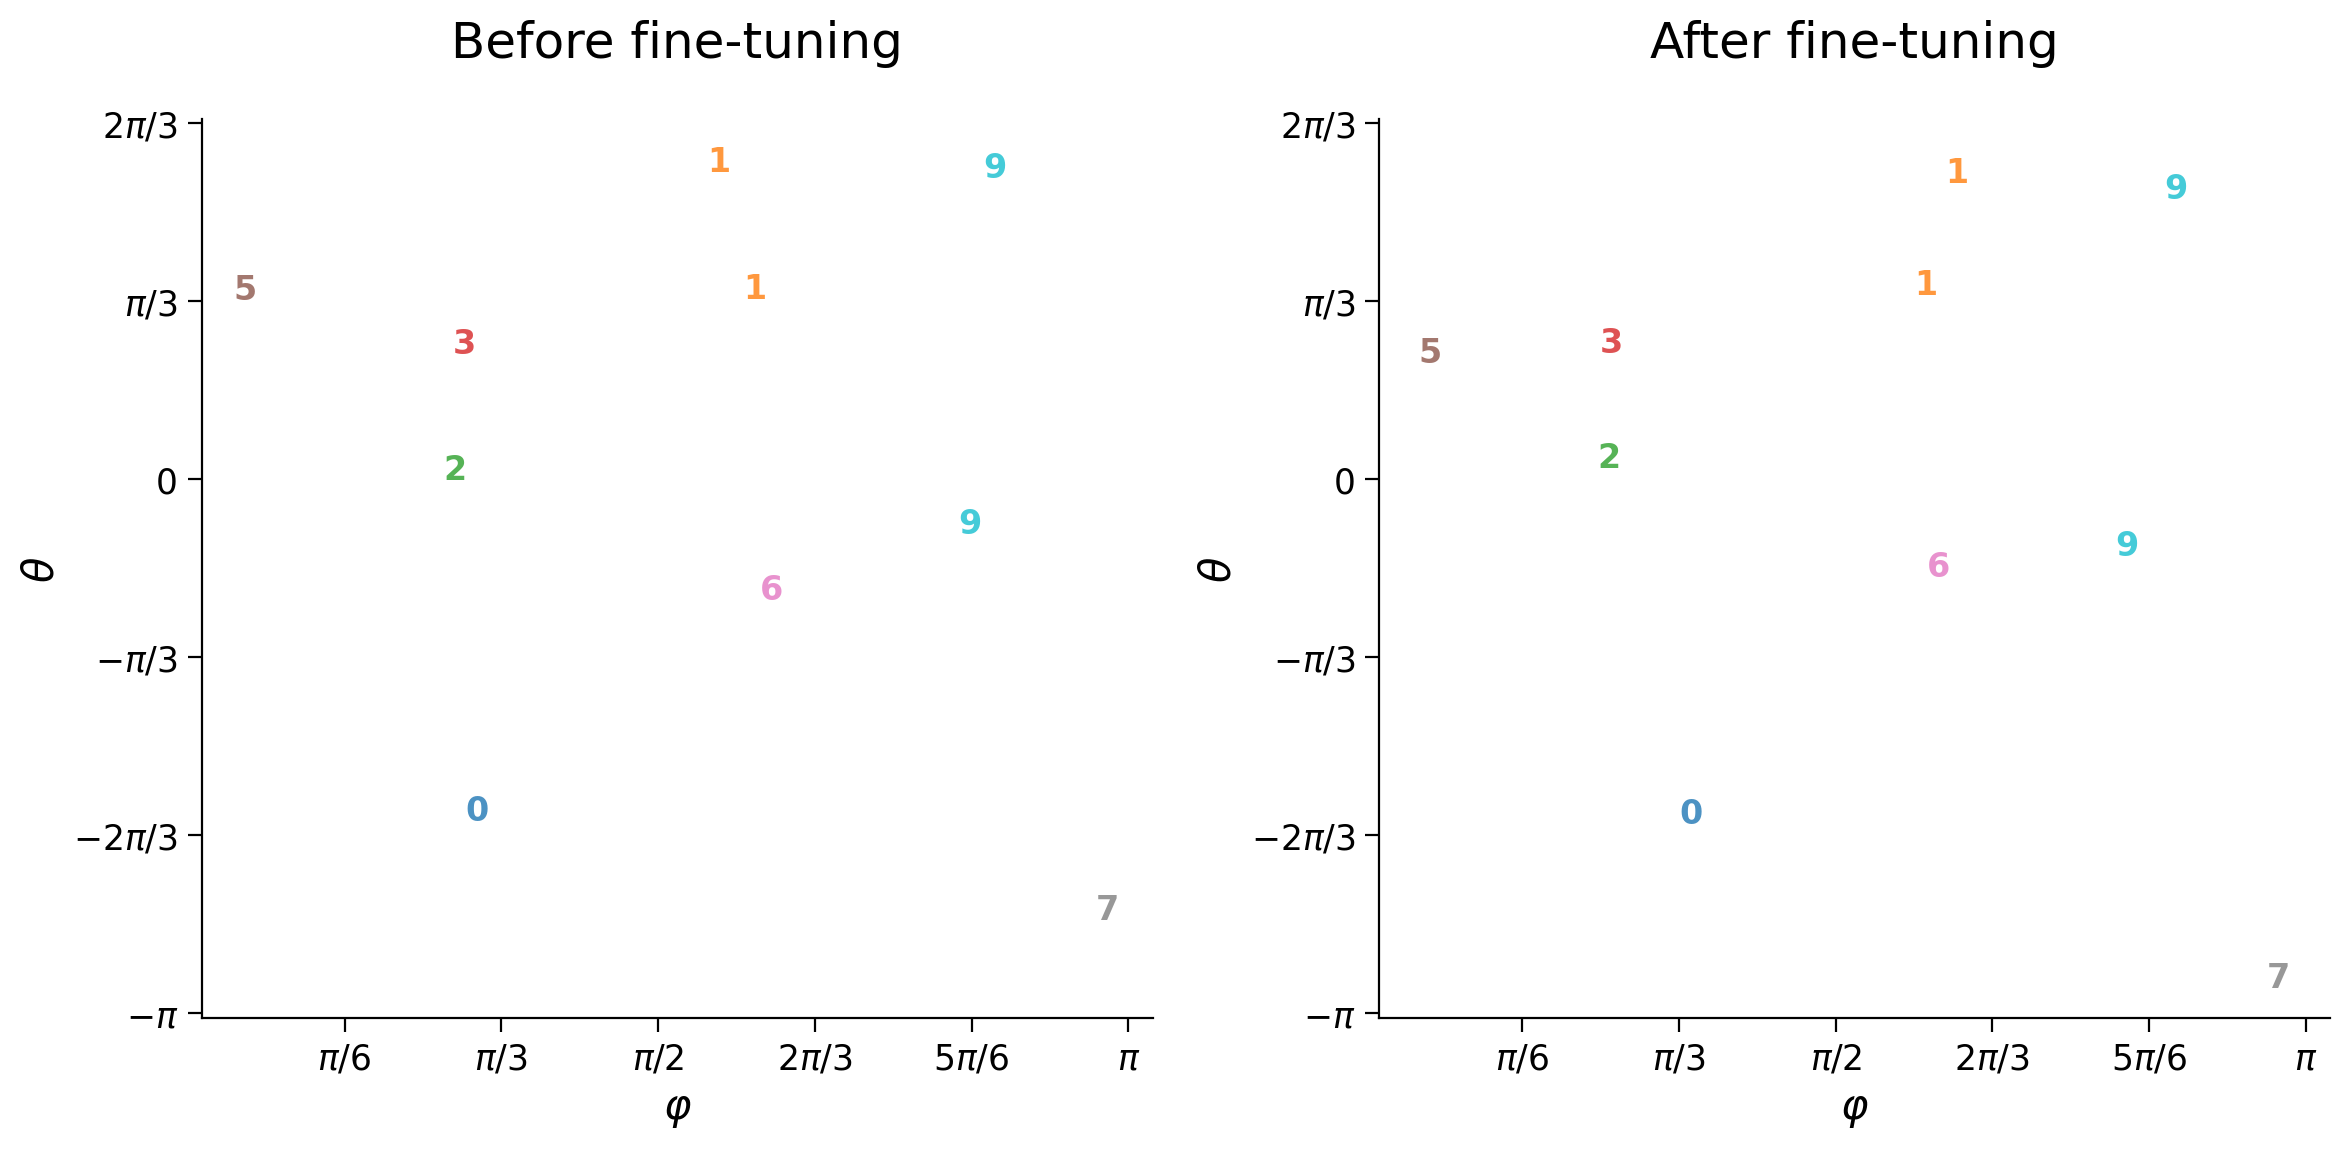 Before fine-tuning
2π/3
π/3
0
−π/3
−2π/3
−π
θ
1
9
5
1
3
2
9
6
0
7
π/6
π/3
π/2
2π/3
5π/6
π
φ
After fine-tuning
2π/3
π/3
0
−π/3
−2π/3
−π
θ
1
9
1
3
5
2
9
6
0
7
π/6
π/3
π/2
2π/3
5π/6
π
φ